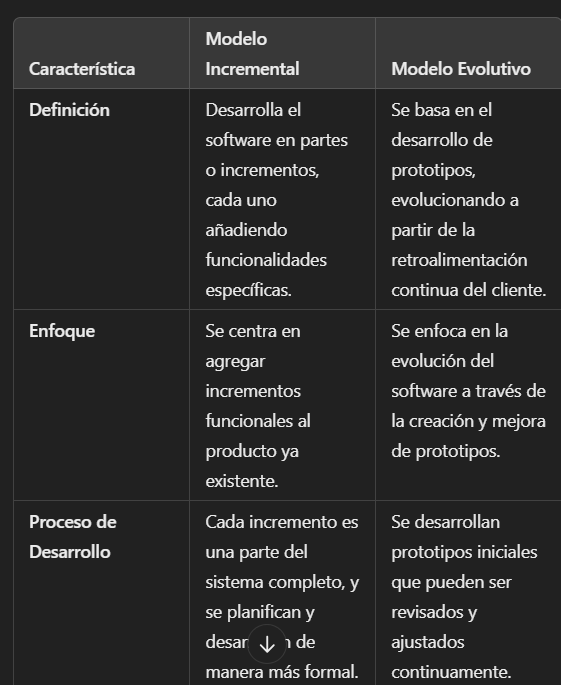 Característica
Modelo
Incremental
Modelo Evolutivo
Definición
Desarrolla el
software en partes
o incrementos,
cada uno
añadiendo
funcionalidades
específicas.
Se basa en el
desarrollo de
prototipos,
evolucionando a
partir de la
retroalimentación
continua del cliente.
Enfoque
Se centra en
agregar
incrementos
funcionales al
producto ya
existente.
Se enfoca en la
evolución del
software a través de
la creación y mejora
de prototipos.
Proceso de
Desarrollo
Cada incremento es
una parte del
sistema completo, y
se planifican y
de
manera más formal.
Se desarrollan
prototipos iniciales
que pueden ser
revisados y
ajustados
continuamente.